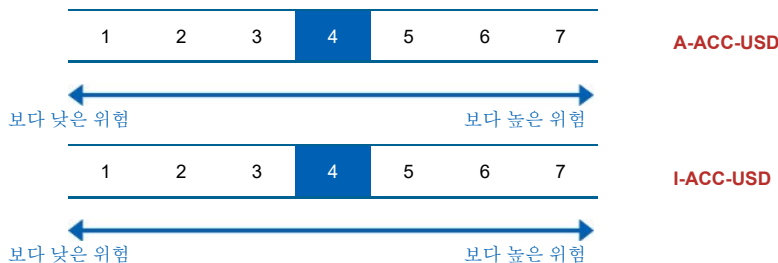 1 2 3 4 5 6 7 A-ACC-USD
보다 낮은 위험 보다 높은 위험
1 2 3 4 5 6 7 I-ACC-USD
보다 낮은 위험 보다 높은 위험